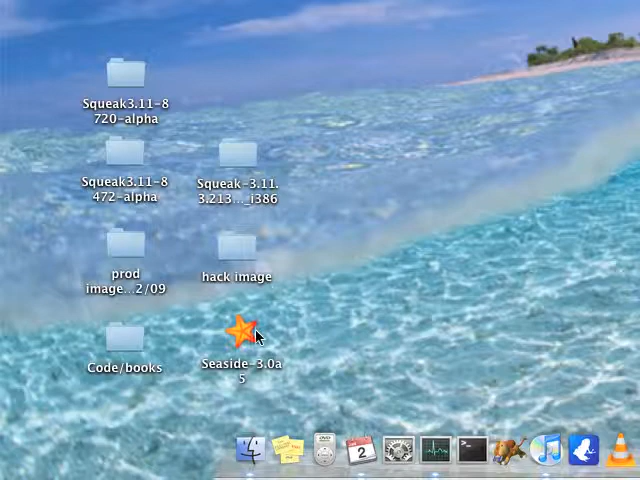 Squeak3.11-8
720-alpha
Squeak3.11-8
472-alpha
Squeak-3.11.
3.213..._i386
prod
image...2/09
hack image
Code/books
Seaside-3.0a
5
2